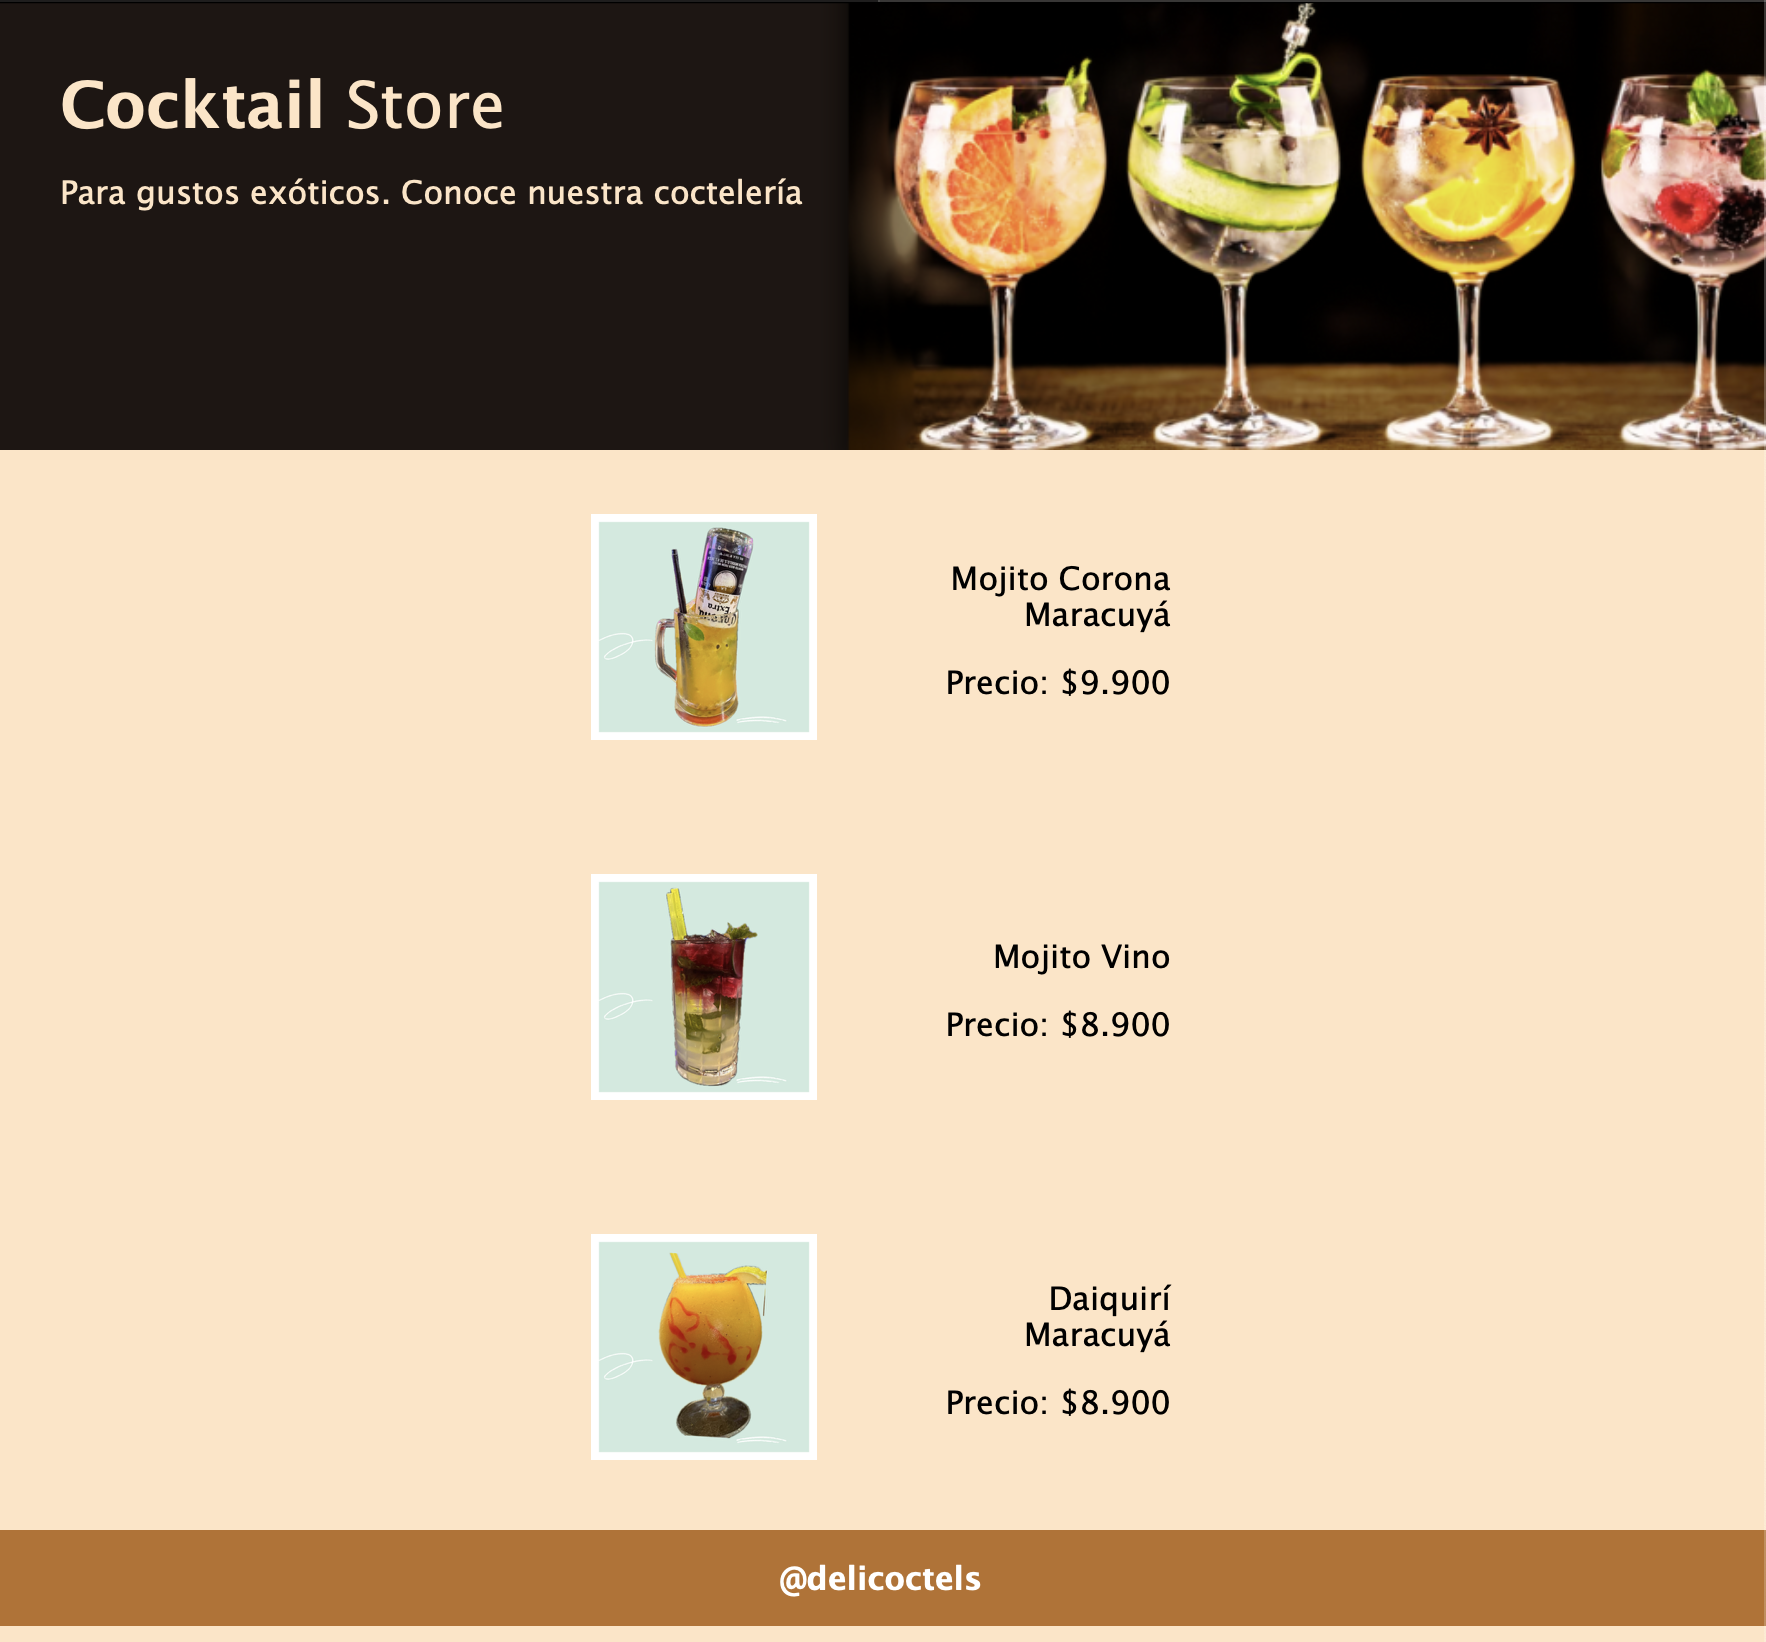 Cocktail Store
Para gustos exóticos. Conoce nuestra coctelería
Extra
Mojito Corona
Maracuyá
Precio: $9.900
Mojito Vino
Precio: $8.900
Daiquirí
Maracuyá
Precio: $8.900
@delicoctels